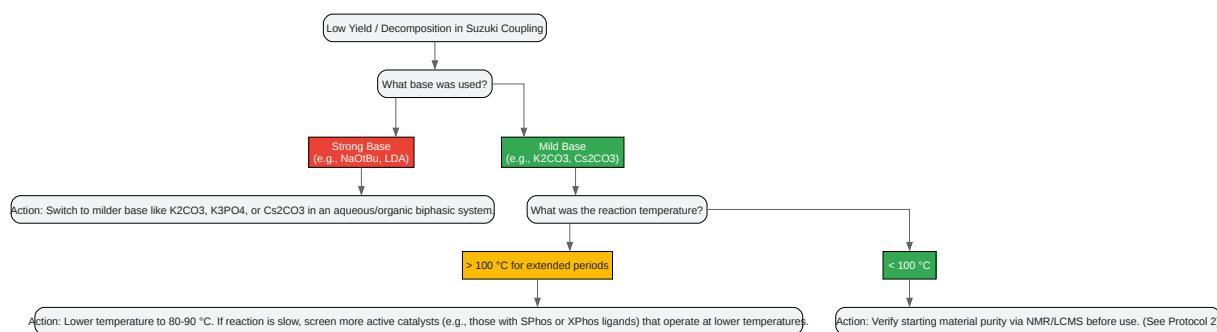 Low Yield / Decomposition in Suzuki Coupling
What base was used?
Strong Base
(e.g., NaOtBu, LDA)
Mild Base
(e.g., K2CO3, Cs2CO3)
Action: Switch to milder base like K2CO3, K3PO4, or Cs2CO3 in an aqueous/organic biphasic system.
What was the reaction temperature?
> 100 °C for extended periods
< 100 °C
Action: Lower temperature to 80-90 °C. If reaction is slow, screen more active catalysts (e.g., those with SPhos or XPhos ligands) that operate at lower temperatures.
Action: Verify starting material purity via NMR/LCMS before use. (See Protocol 2